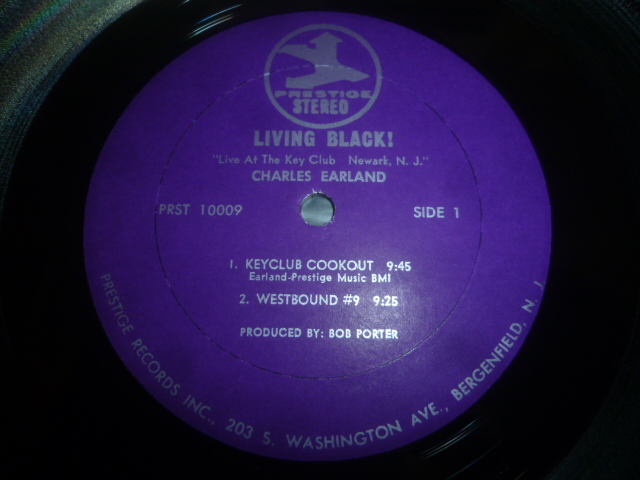 PRESTIGE
STEREO
LIVING BLACK!
"Live At The Key Club Newark, N. J."
CHARLES EARLAND
PRST 10009 SIDE 1
1. KEYCLUB COOKOUT 9:45
Earland-Prestige Music BMI
2. WESTBOUND #9 9:25
PRODUCED BY: BOB PORTER
PRESTIGE RECORDS INC., 203 S. WASHINGTON AVE., BERGENFIELD, N. J.